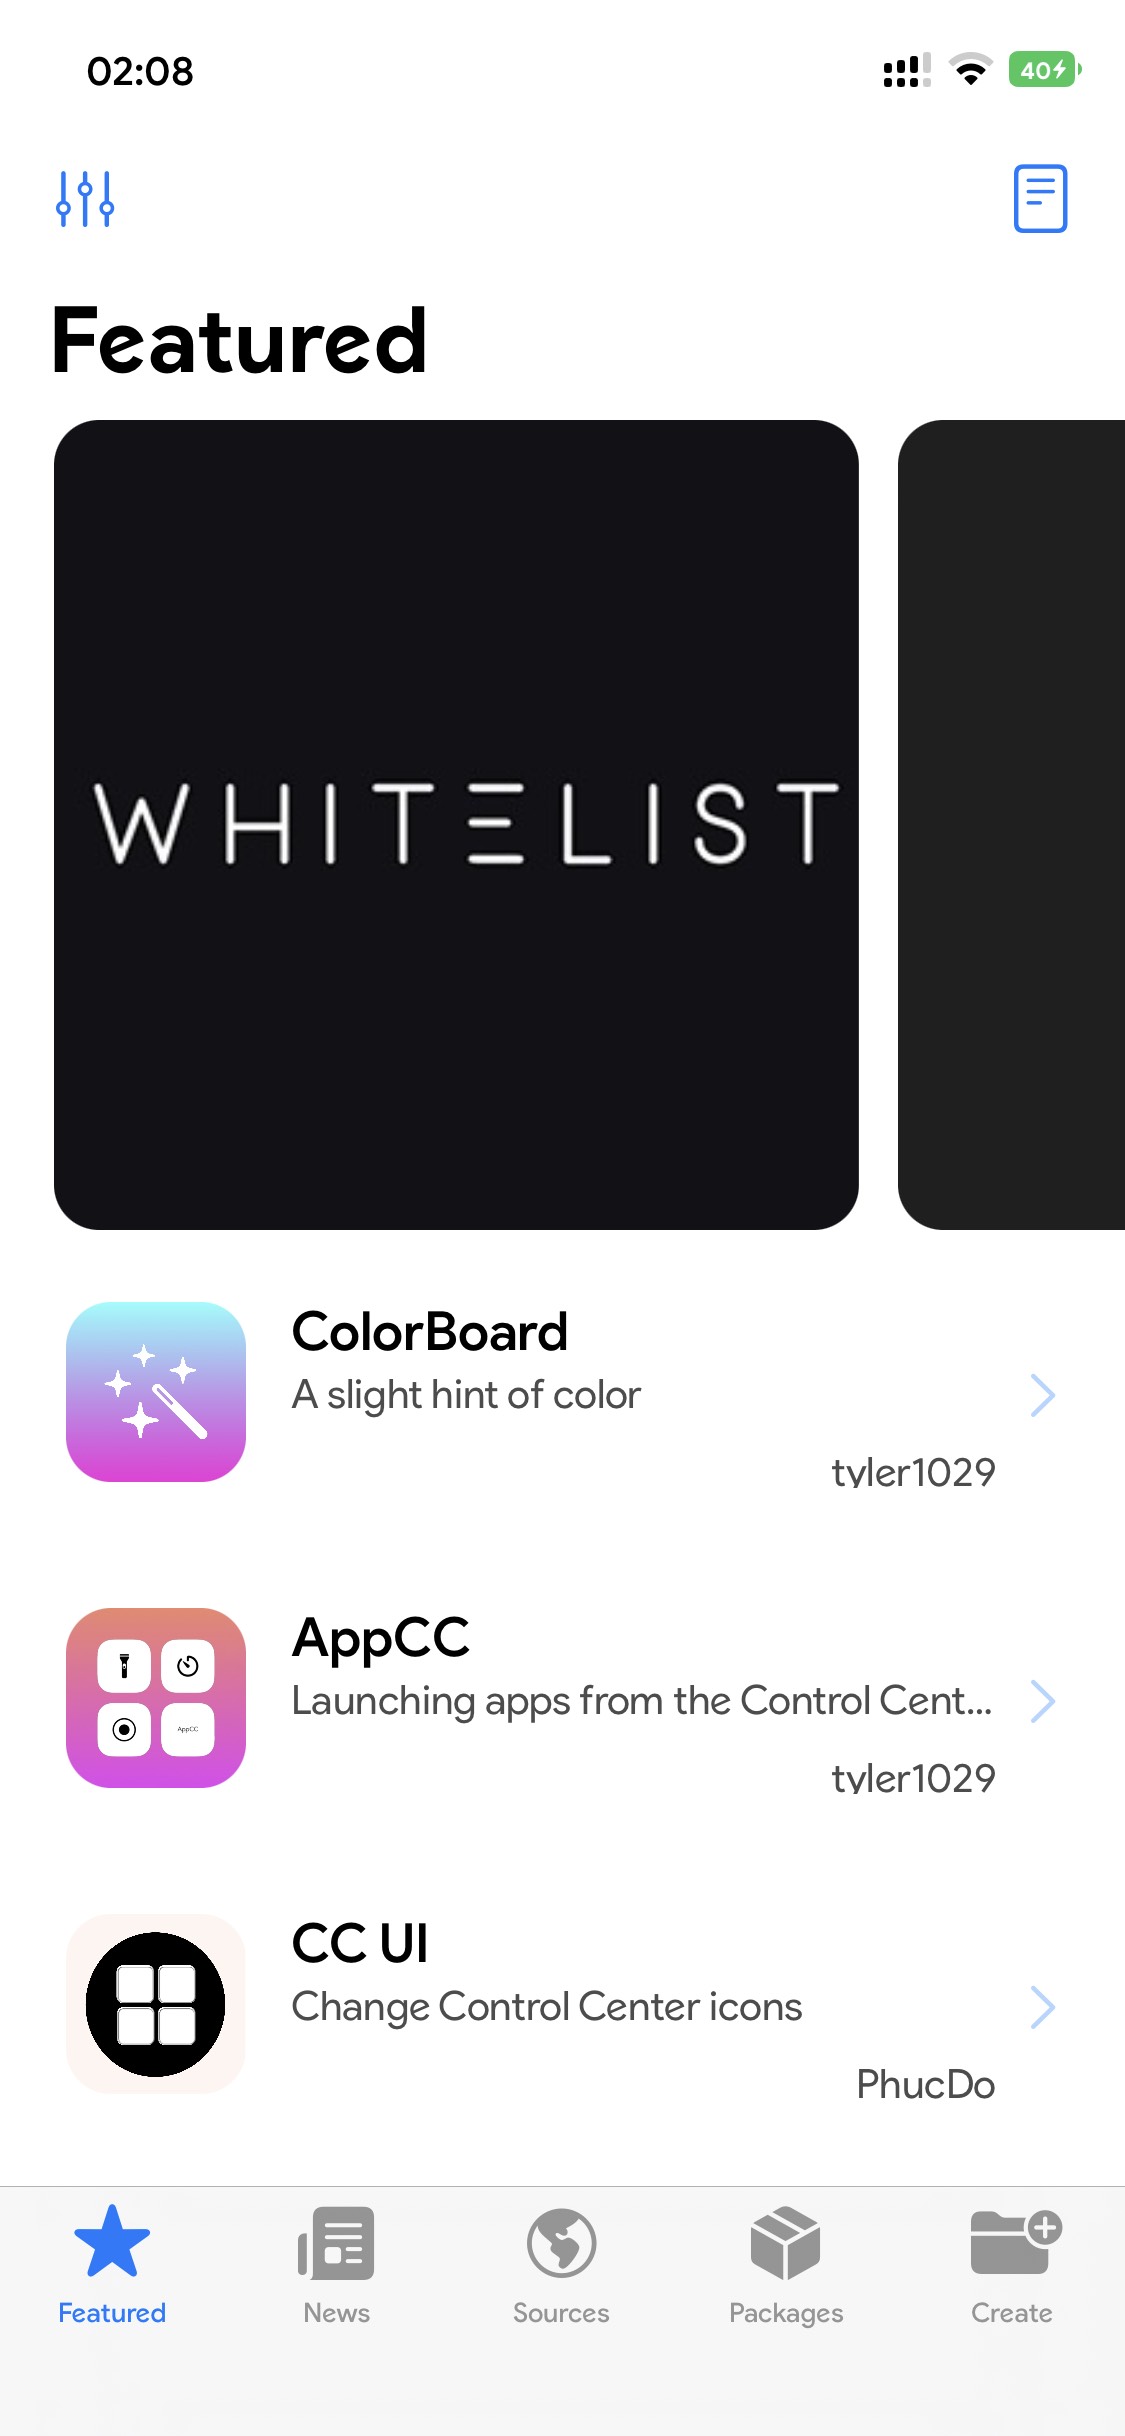 02:08
40
Featured
WHITELIST
ColorBoard
A slight hint of color
tyler1029
AppCC
AppCC
Launching apps from the Control Cent...
tyler1029
CC UI
Change Control Center icons
PhucDo
Featured
News
Sources
Packages
Create